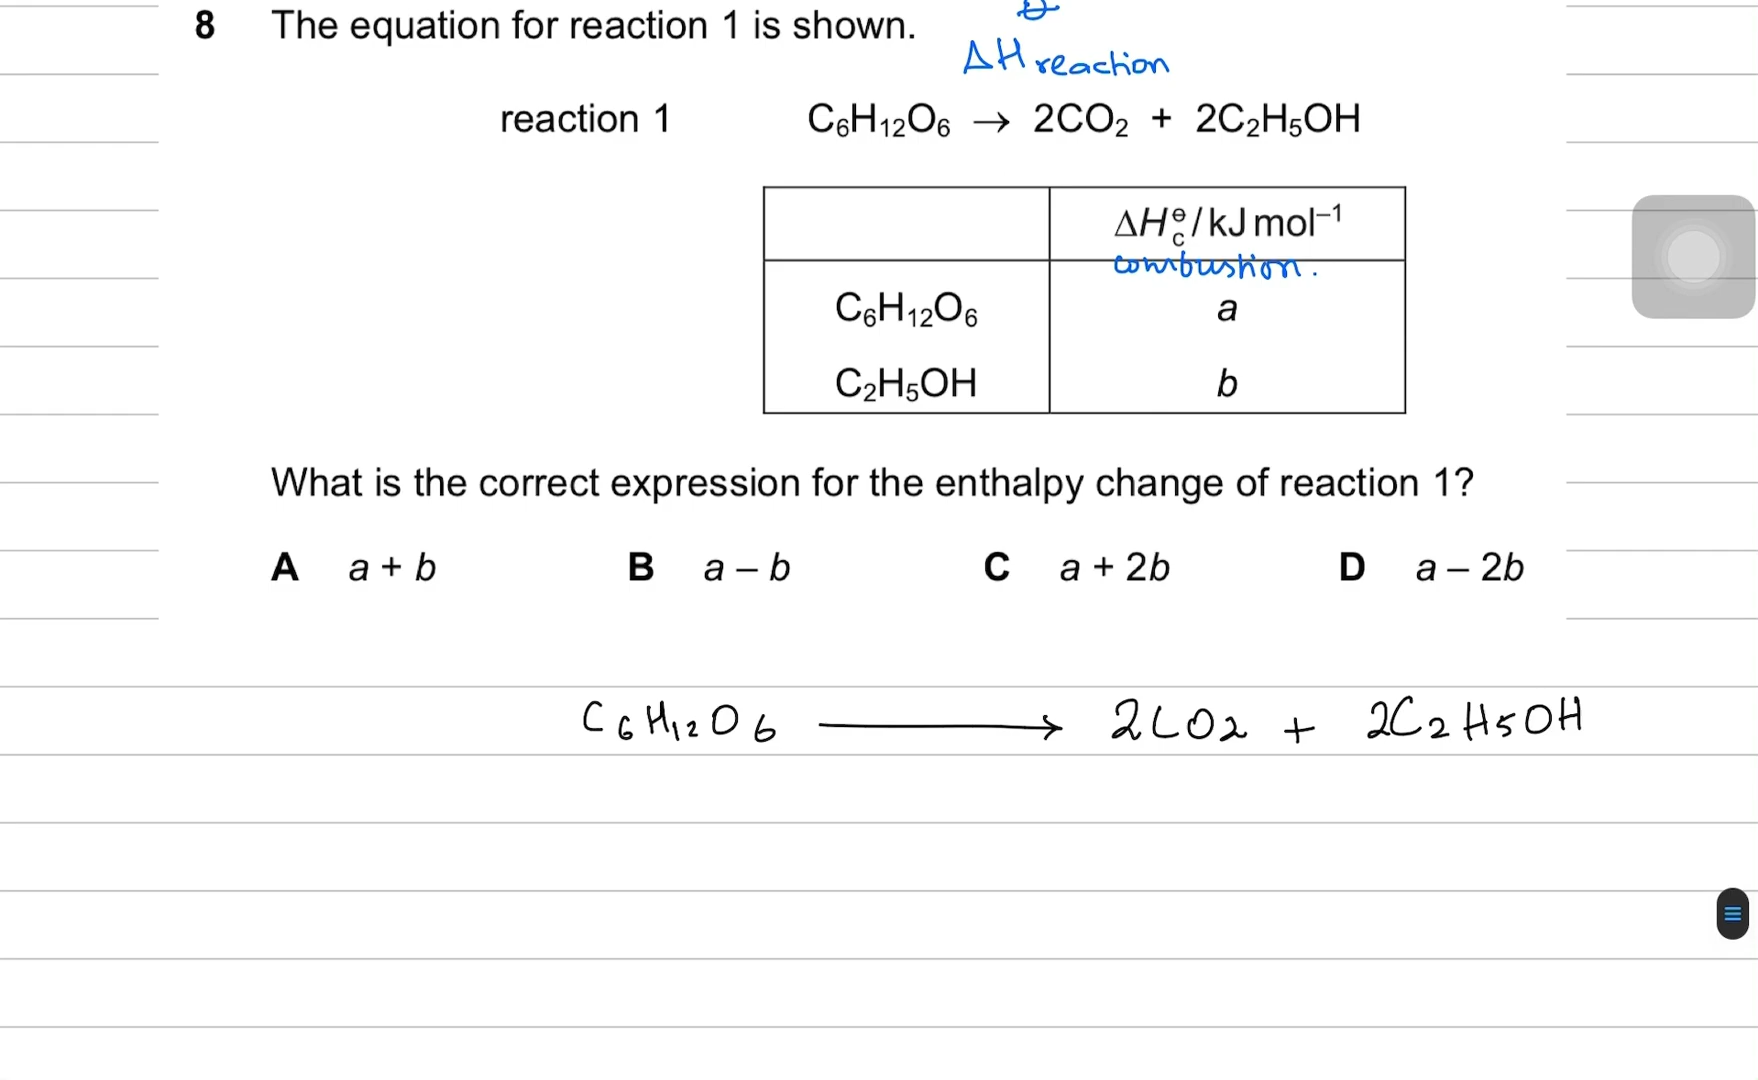 8 The equation for reaction 1 is shown.
ΔH reaction
reaction 1 C₆H₁₂O₆ → 2CO₂ + 2C₂H₅OH
ΔH꜀⦵ / kJ mol⁻¹
combustion.
C₆H₁₂O₆ a
C₂H₅OH b
What is the correct expression for the enthalpy change of reaction 1?
A a + b B a – b C a + 2b D a – 2b
C₆H₁₂O₆ → 2CO₂ + 2C₂H₅OH